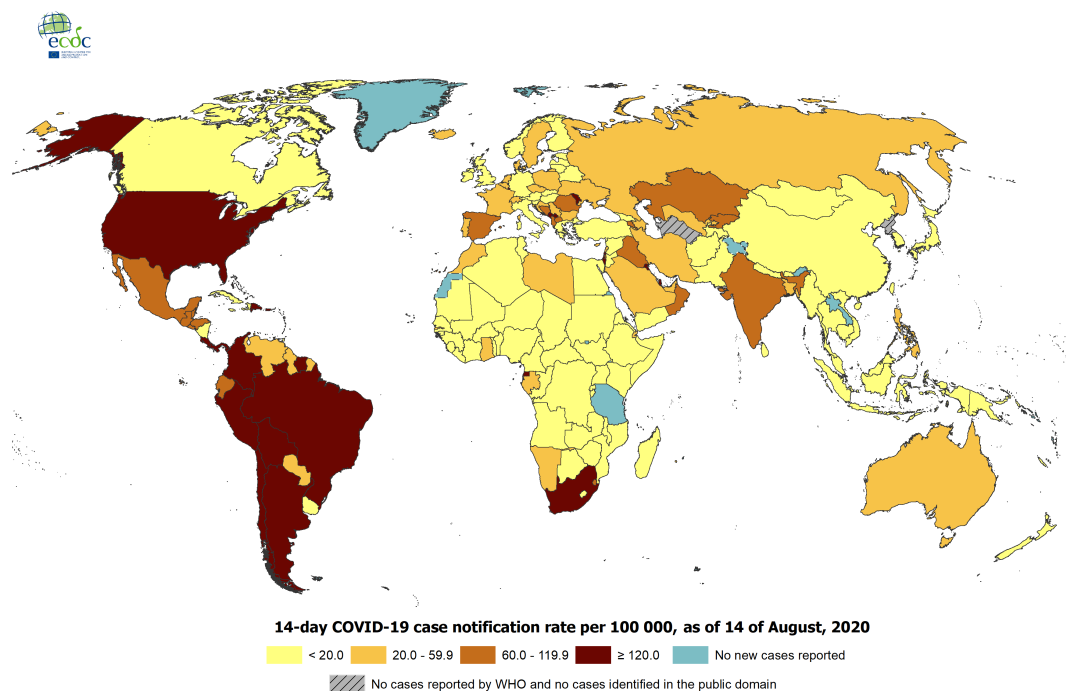 ecdc
14-day COVID-19 case notification rate per 100 000, as of 14 of August, 2020
< 20.0 20.0 - 59.9 60.0 - 119.9 ≥ 120.0 No new cases reported
No cases reported by WHO and no cases identified in the public domain